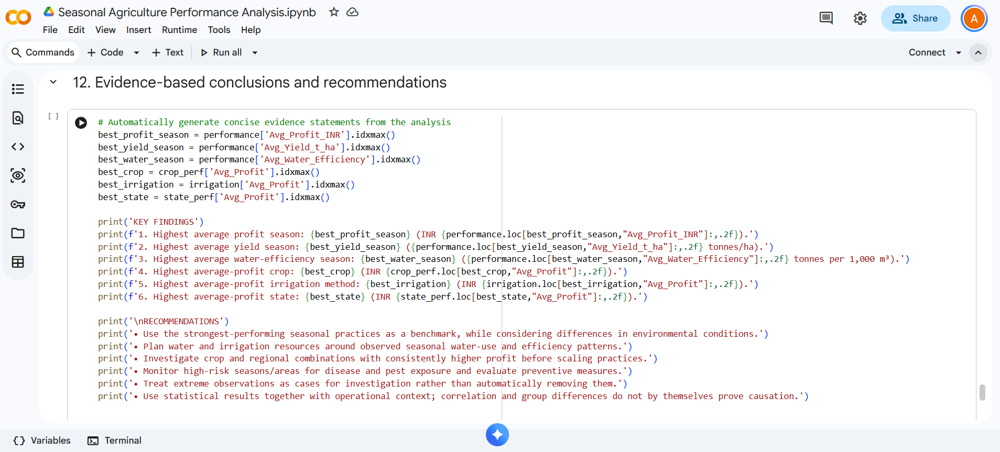 Seasonal Agriculture Performance Analysis.ipynb
File Edit View Insert Runtime Tools Help
Share
A
Commands + Code + Text Run all
Connect
12. Evidence-based conclusions and recommendations
[ ]
# Automatically generate concise evidence statements from the analysis
best_profit_season = performance['Avg_Profit_INR'].idxmax()
best_yield_season = performance['Avg_Yield_t_ha'].idxmax()
best_water_season = performance['Avg_Water_Efficiency'].idxmax()
best_crop = crop_perf['Avg_Profit'].idxmax()
best_irrigation = irrigation['Avg_Profit'].idxmax()
best_state = state_perf['Avg_Profit'].idxmax()
print('KEY FINDINGS')
print(f'1. Highest average profit season: {best_profit_season} (INR {performance.loc[best_profit_season,"Avg_Profit_INR"]:,.2f}).')
print(f'2. Highest average yield season: {best_yield_season} ({performance.loc[best_yield_season,"Avg_Yield_t_ha"]:,.2f} tonnes/ha).')
print(f'3. Highest average water-efficiency season: {best_water_season} ({performance.loc[best_water_season,"Avg_Water_Efficiency"]:,.2f} tonnes per 1,000 m³).')
print(f'4. Highest average-profit crop: {best_crop} (INR {crop_perf.loc[best_crop,"Avg_Profit"]:,.2f}).')
print(f'5. Highest average-profit irrigation method: {best_irrigation} (INR {irrigation.loc[best_irrigation,"Avg_Profit"]:,.2f}).')
print(f'6. Highest average-profit state: {best_state} (INR {state_perf.loc[best_state,"Avg_Profit"]:,.2f}).')
print('\nRECOMMENDATIONS')
print('• Use the strongest-performing seasonal practices as a benchmark, while considering differences in environmental conditions.')
print('• Plan water and irrigation resources around observed seasonal water-use and efficiency patterns.')
print('• Investigate crop and regional combinations with consistently higher profit before scaling practices.')
print('• Monitor high-risk seasons/areas for disease and pest exposure and evaluate preventive measures.')
print('• Treat extreme observations as cases for investigation rather than automatically removing them.')
print('• Use statistical results together with operational context; correlation and group differences do not by themselves prove causation.')
Variables Terminal